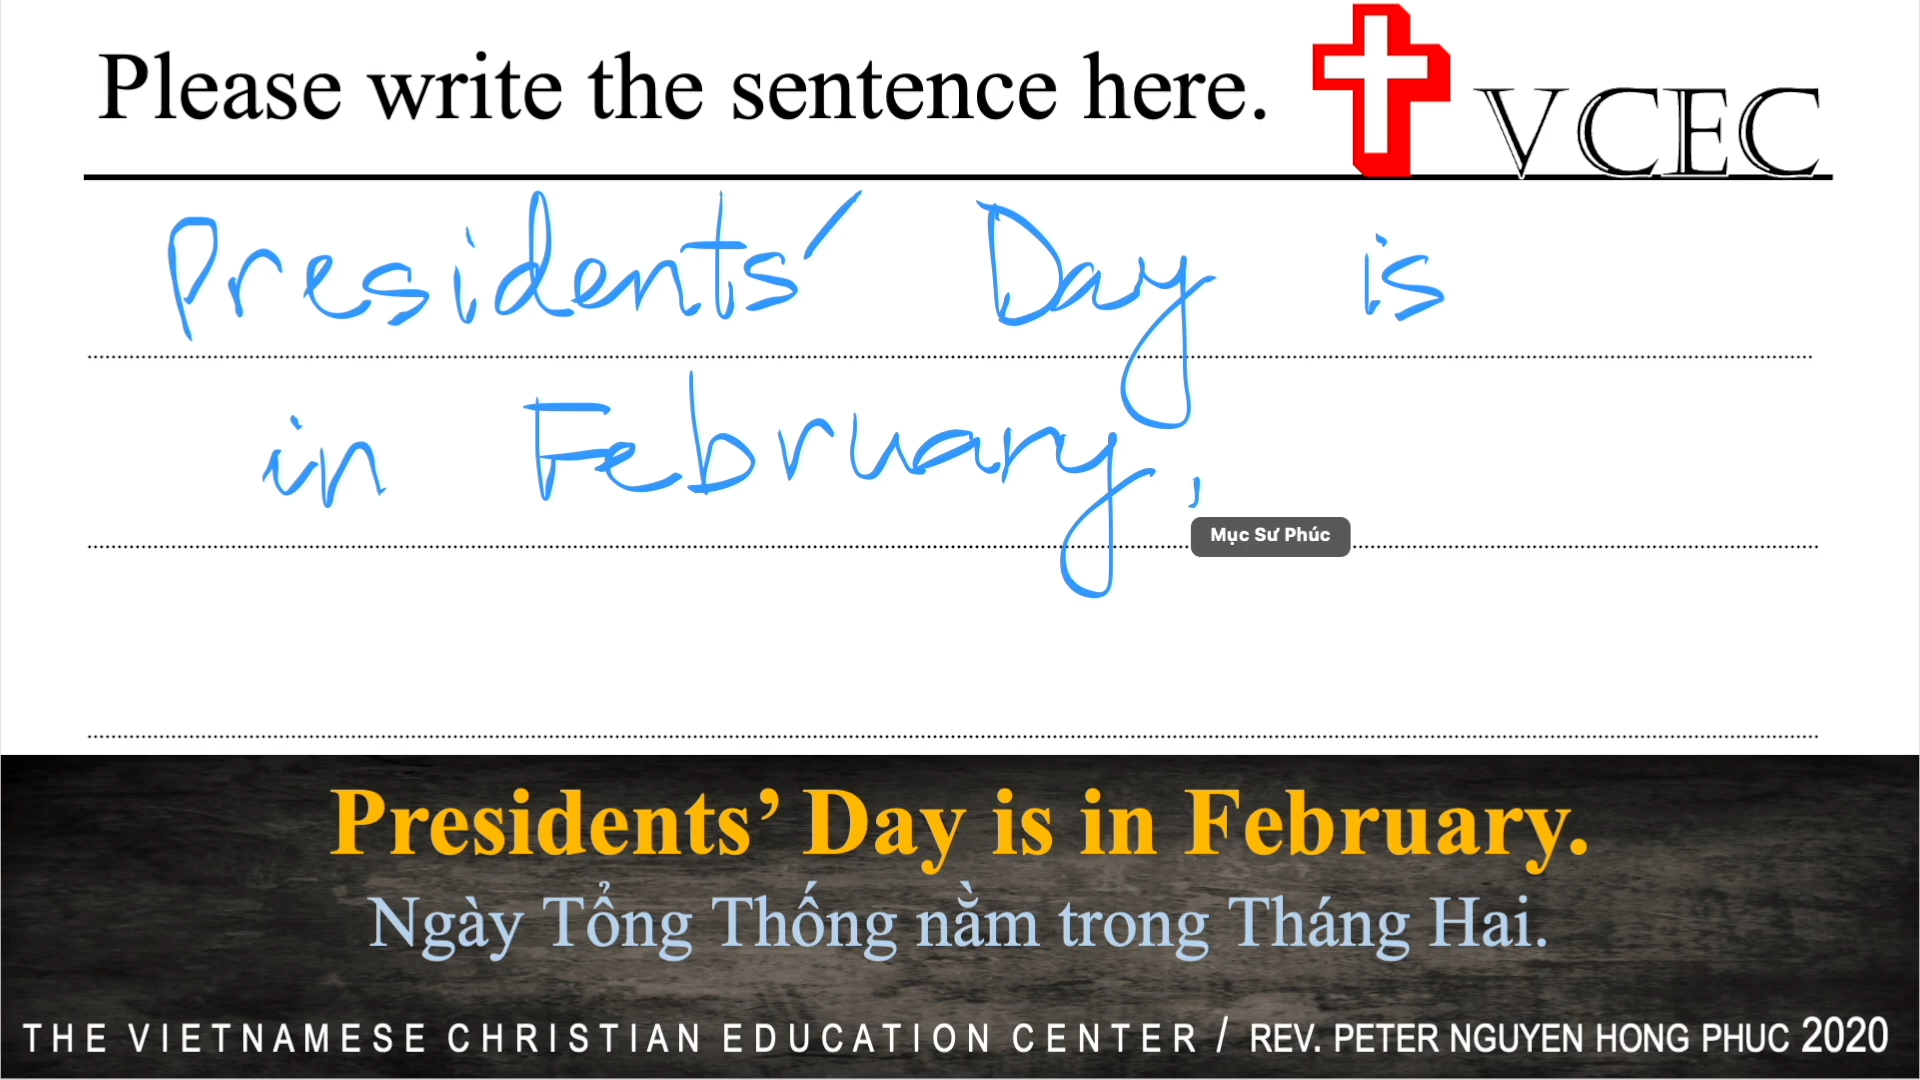 Please write the sentence here.
VCEC
Presidents' Day is
in February.
Mục Sư Phúc
Presidents’ Day is in February.
Ngày Tổng Thống nằm trong Tháng Hai.
THE VIETNAMESE CHRISTIAN EDUCATION CENTER / REV. PETER NGUYEN HONG PHUC 2020